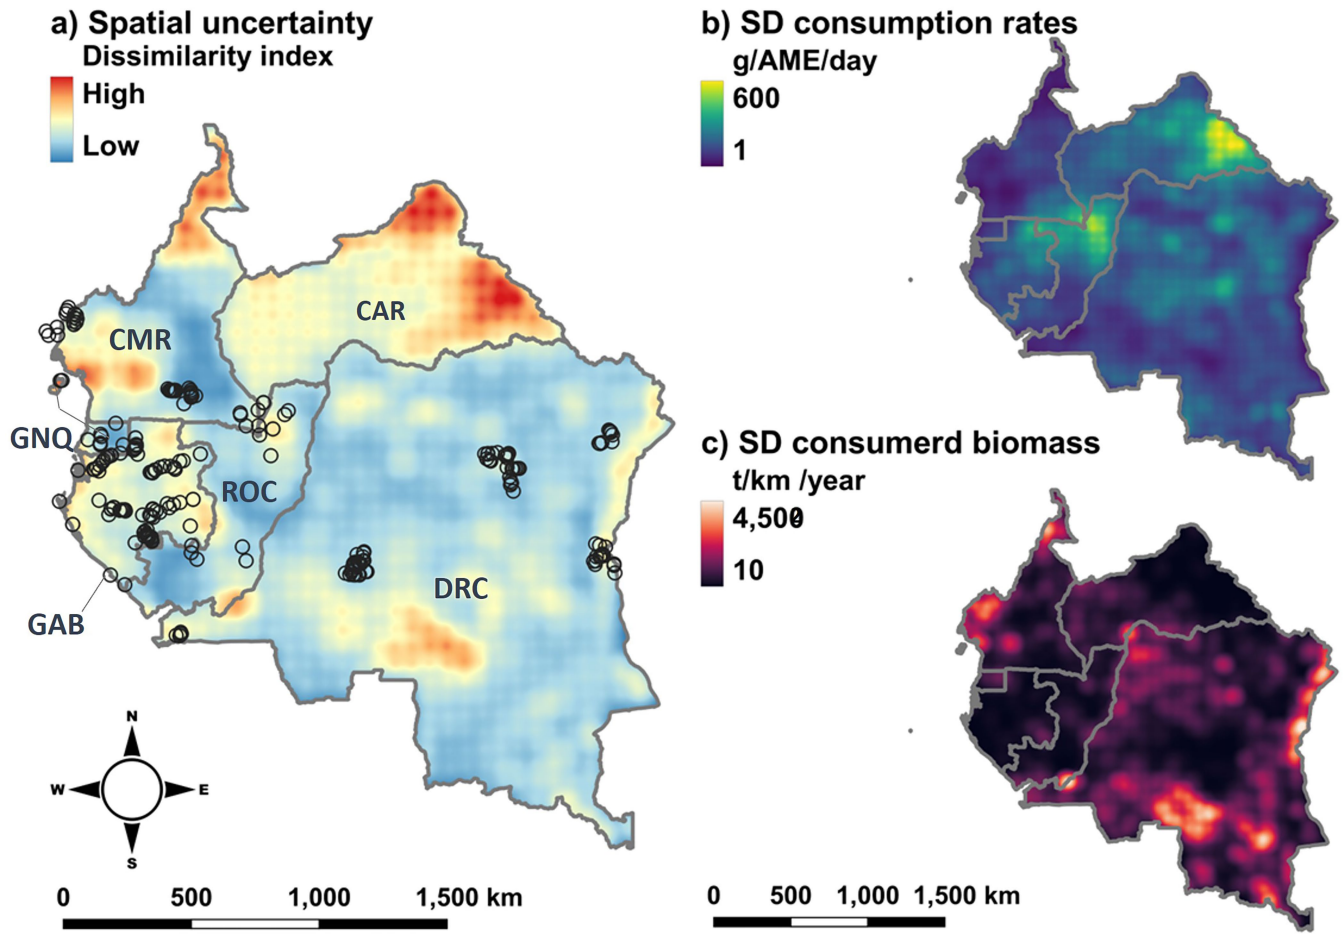 a) Spatial uncertainty
Dissimilarity index
High
Low
CMR
CAR
GNQ
ROC
DRC
GAB
N
W
E
S
0 500 1,000 1,500 km
b) SD consumption rates
g/AME/day
600
1
c) SD consumerd biomass
t/km /year
4,500
10
0 500 1,000 1,500 km